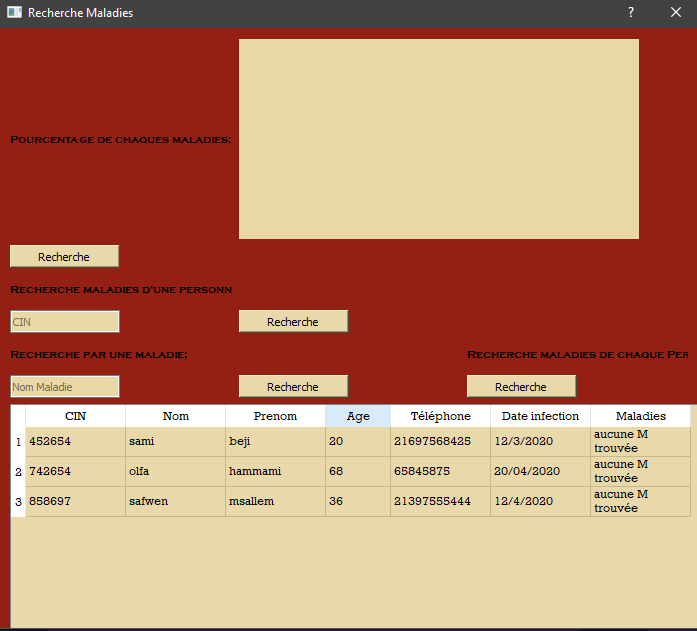 Recherche Maladies
?
Pourcentage de chaques maladies;
Recherche
Recherche maladies d'une personn
CIN
Recherche
Recherche par une maladie;
Recherche maladies de chaque Per
Nom Maladie
Recherche
Recherche
CIN Nom Prenom Age Téléphone Date infection Maladies
1 452654 sami beji 20 21697568425 12/3/2020 aucune M
trouvée
2 742654 olfa hammami 68 65845875 20/04/2020 aucune M
trouvée
3 858697 safwen msallem 36 21397555444 12/4/2020 aucune M
trouvée